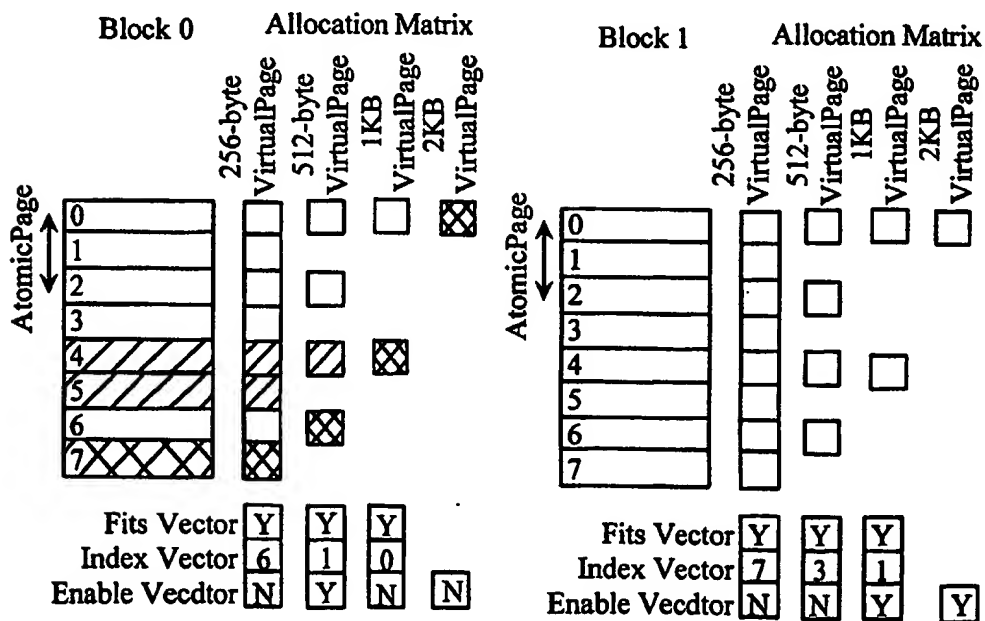 Block 0
Allocation Matrix
256-byte
VirtualPage
512-byte
VirtualPage
1KB
VirtualPage
2KB
VirtualPage
AtomicPage
0
1
2
3
4
5
6
7
Fits Vector Y Y Y
Index Vector 6 1 0
Enable Vecdtor N Y N N
Block 1
Allocation Matrix
256-byte
VirtualPage
512-byte
VirtualPage
1KB
VirtualPage
2KB
VirtualPage
AtomicPage
0
1
2
3
4
5
6
7
Fits Vector Y Y Y
Index Vector 7 3 1
Enable Vecdtor N N Y Y